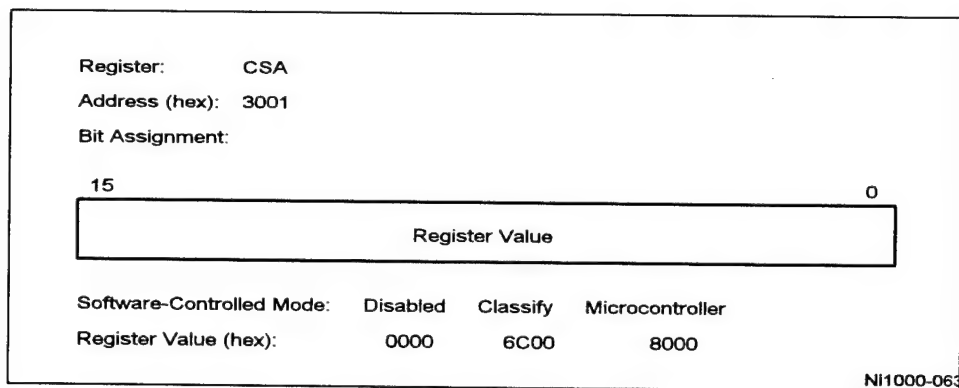 Register: CSA
Address (hex): 3001
Bit Assignment:
15 0
Register Value
Software-Controlled Mode: Disabled Classify Microcontroller
Register Value (hex): 0000 6C00 8000
Ni1000-063